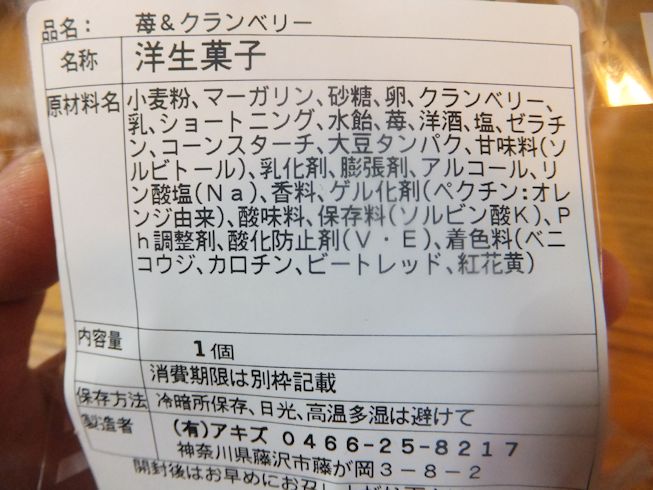 品名: 苺＆クランベリー
名称 洋生菓子
原材料名 小麦粉、マーガリン、砂糖、卵、クランベリー、
乳、ショートニング、水飴、苺、洋酒、塩、ゼラチ
ン、コーンスターチ、大豆タンパク、甘味料(ソ
ルビトール)、乳化剤、膨張剤、アルコール、リ
ン酸塩(Ｎａ)、香料、ゲル化剤(ペクチン:オレ
ンジ由来)、酸味料、保存料(ソルビン酸Ｋ)、Ｐ
ｈ調整剤、酸化防止剤(Ｖ・Ｅ)、着色料(ベニ
コウジ、カロチン、ビートレッド、紅花黄)
内容量 １個
消費期限は別枠記載
保存方法 冷暗所保存、日光、高温多湿は避けて
製造者 (有)アキズ ０４６６-２５-８２１７
神奈川県藤沢市藤が岡３-８-２
開封後はお早めにお召